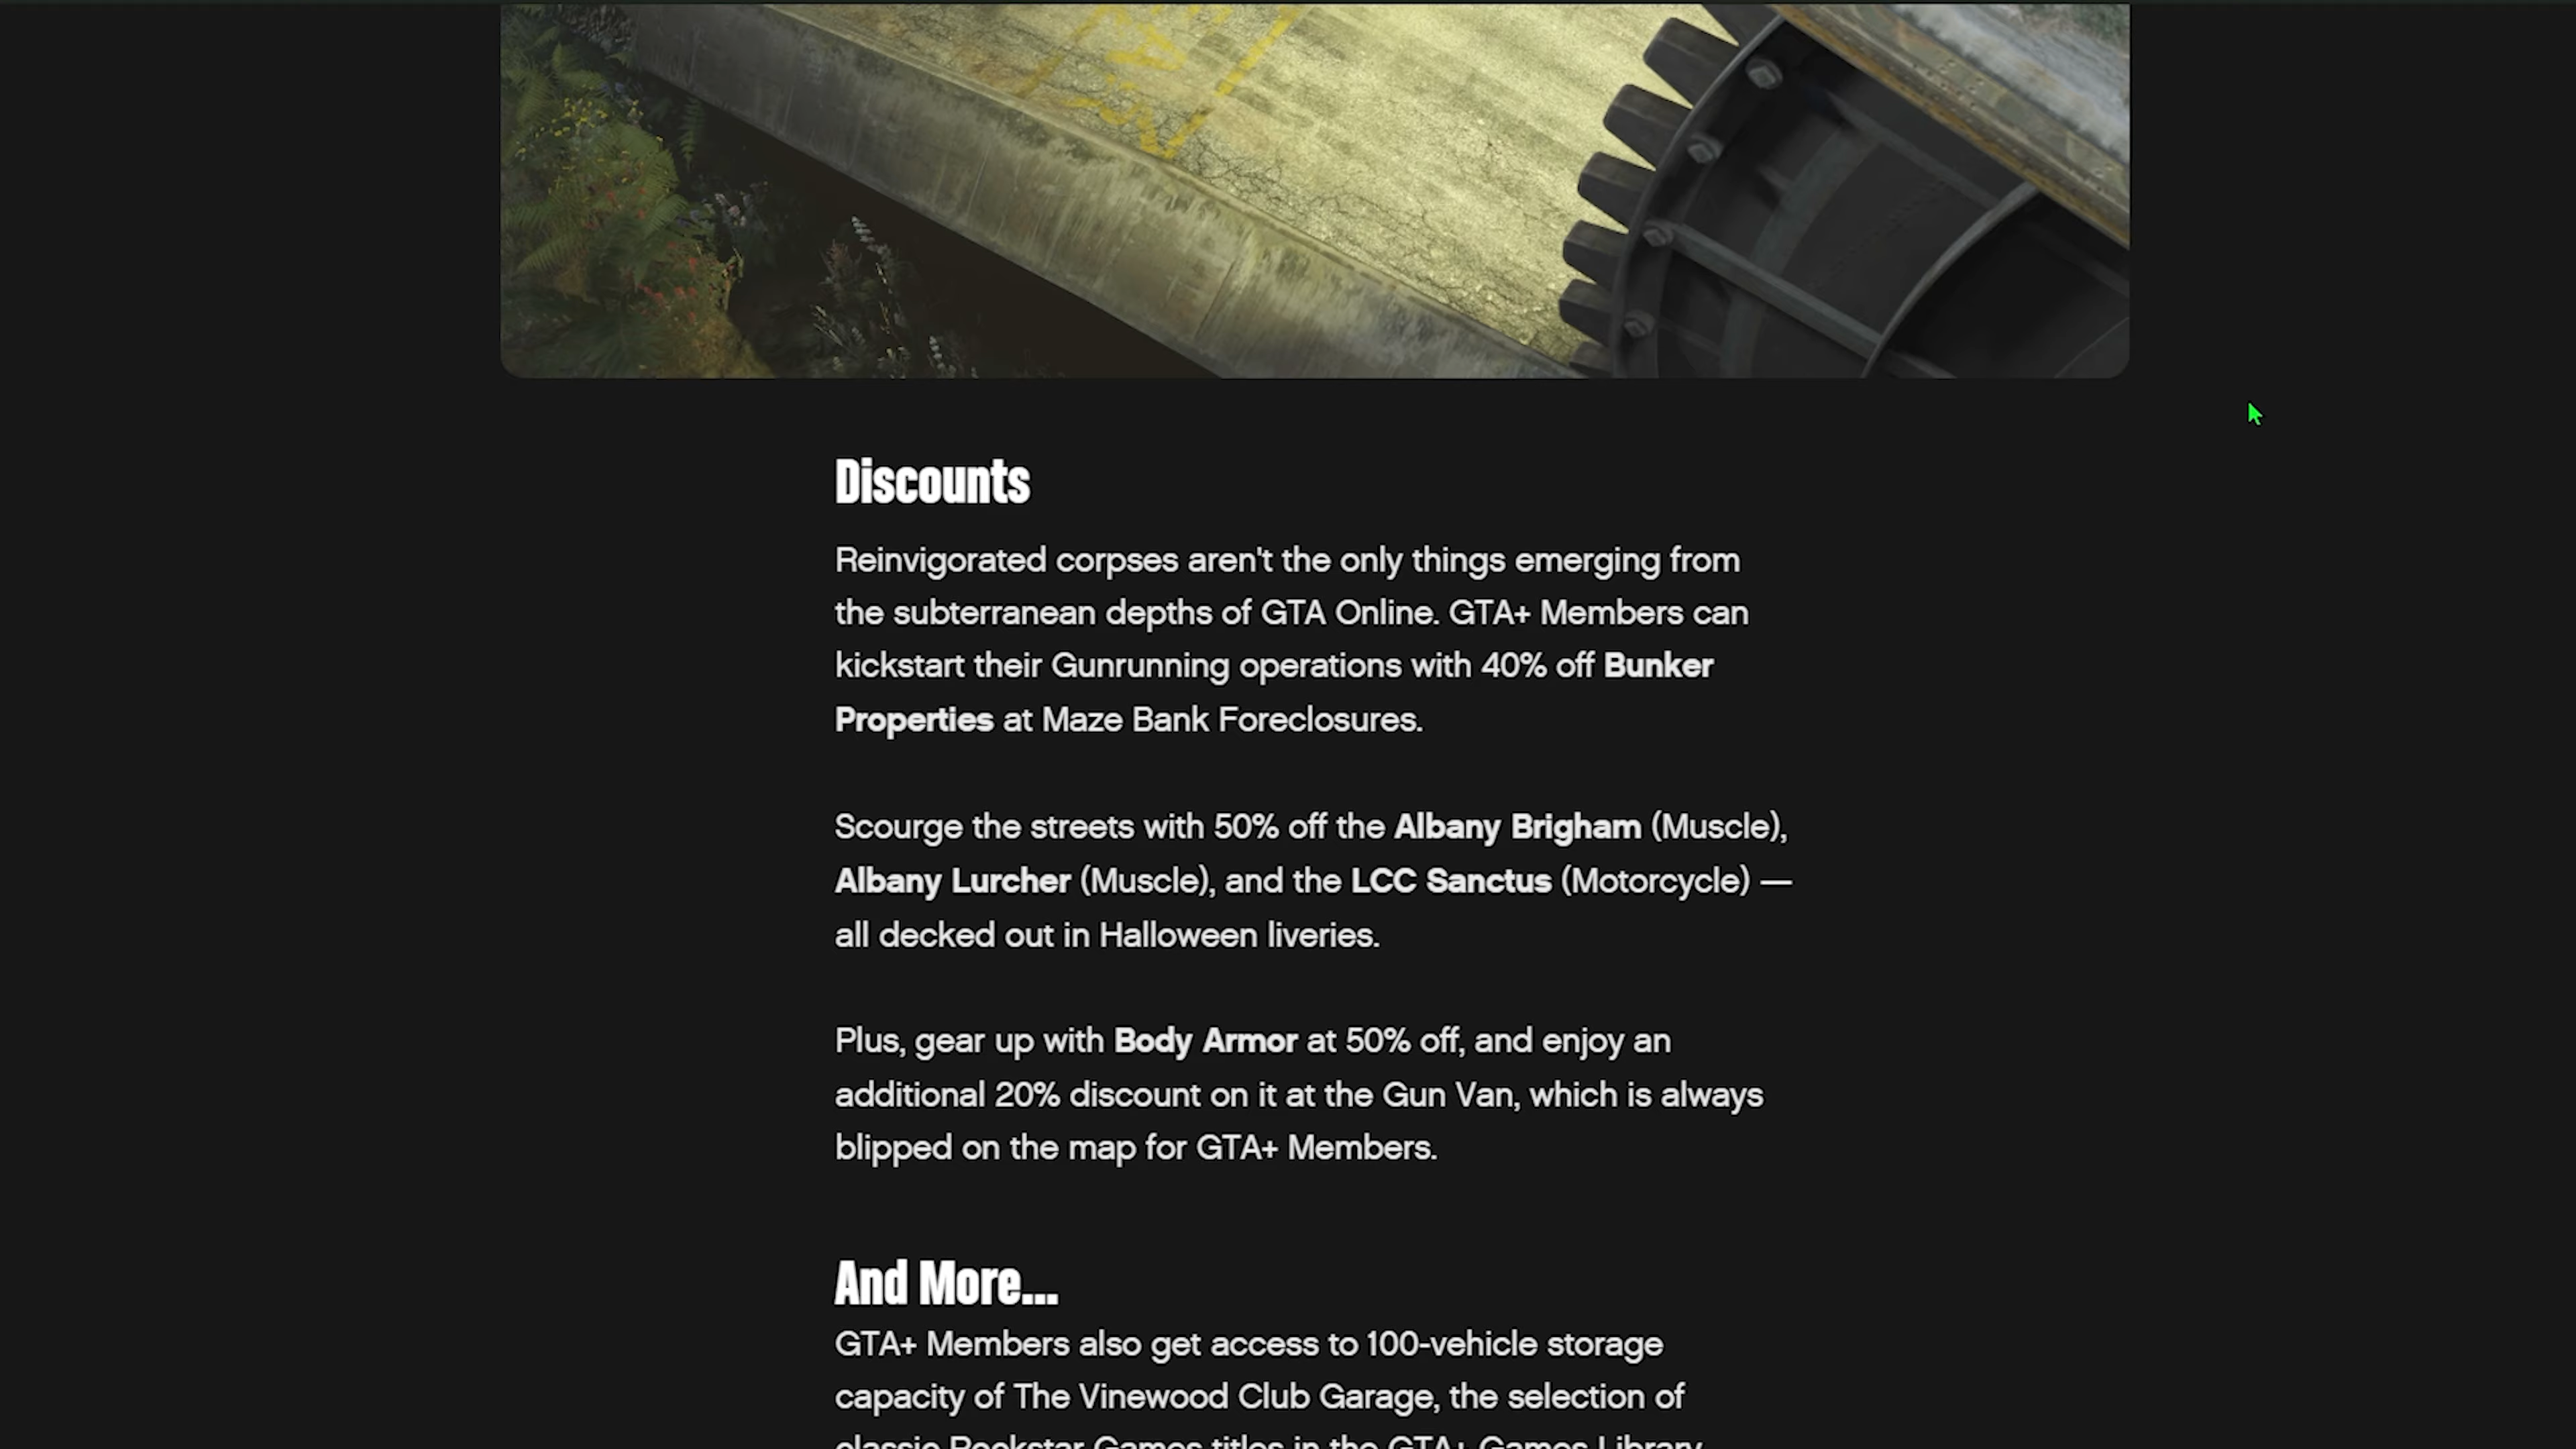 Discounts
Reinvigorated corpses aren't the only things emerging from
the subterranean depths of GTA Online. GTA+ Members can
kickstart their Gunrunning operations with 40% off Bunker
Properties at Maze Bank Foreclosures.
Scourge the streets with 50% off the Albany Brigham (Muscle),
Albany Lurcher (Muscle), and the LCC Sanctus (Motorcycle) —
all decked out in Halloween liveries.
Plus, gear up with Body Armor at 50% off, and enjoy an
additional 20% discount on it at the Gun Van, which is always
blipped on the map for GTA+ Members.
And More...
GTA+ Members also get access to 100-vehicle storage
capacity of The Vinewood Club Garage, the selection of
classic Rockstar Games titles in the GTA+ Games Library,